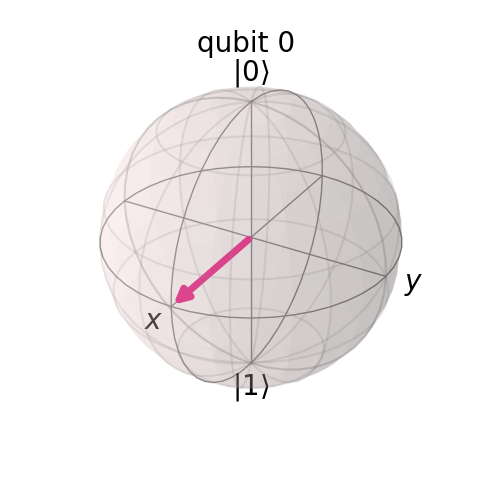 qubit 0
|0⟩
y
x
|1⟩